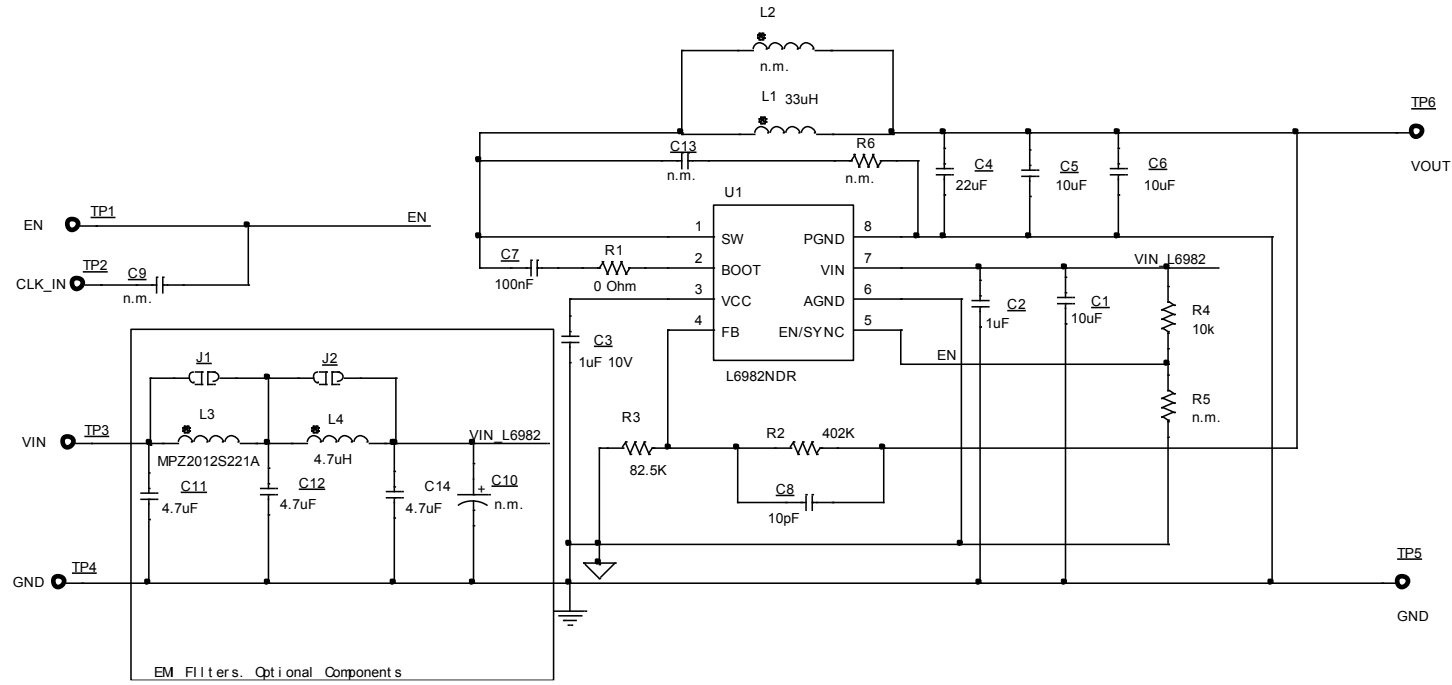 L2
n.m.
L1 33uH
TP6
VOUT
C13
n.m.
R6
n.m.
C4
22uF
C5
10uF
C6
10uF
U1
EN
TP1
EN
CLK_IN
TP2
C9
n.m.
1
SW
2
BOOT
3
VCC
4
FB
PGND
8
VIN
7
AGND
6
EN/SYNC
5
L6982NDR
C7
100nF
R1
0 Ohm
VIN_L6982
C2
1uF
C1
10uF
R4
10k
C3
1uF 10V
EN
R5
n.m.
J1
J2
VIN
TP3
L3
MPZ2012S221A
L4
4.7uH
VIN_L6982
C11
4.7uF
C12
4.7uF
C14
4.7uF
+
C10
n.m.
R3
82.5K
R2
402K
C8
10pF
GND
TP4
TP5
GND
EMI FIlters. Optional Components